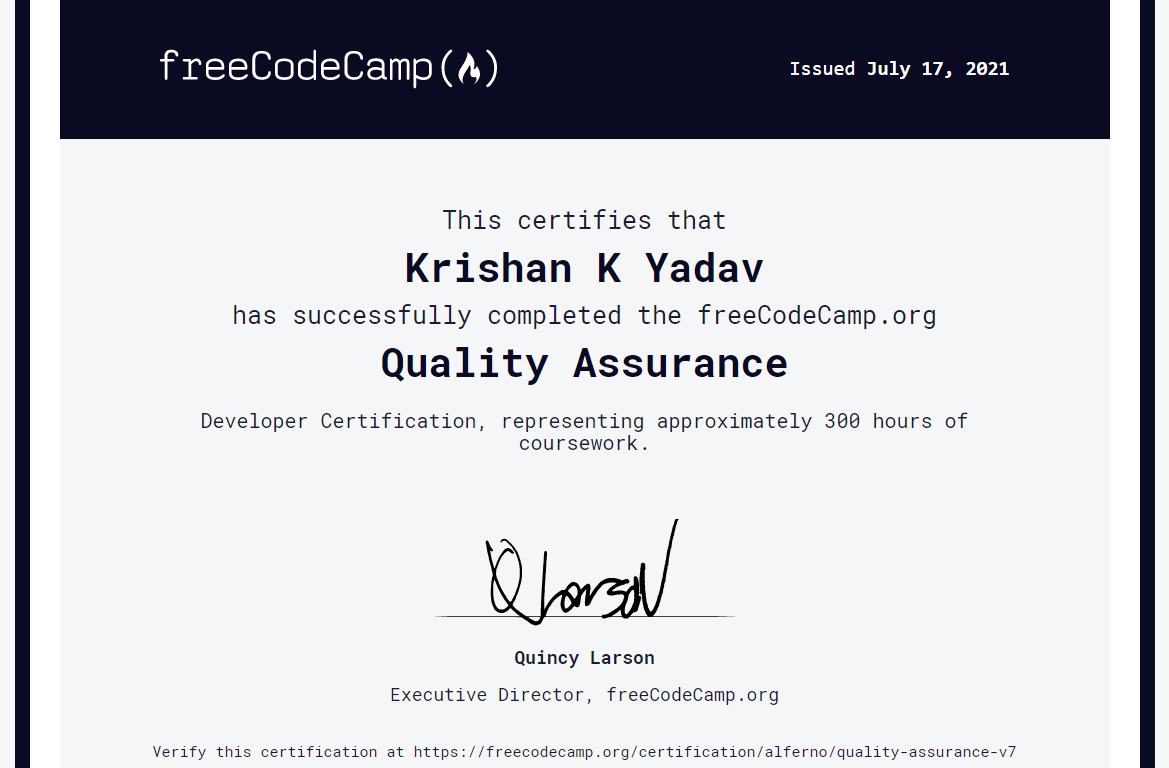 freeCodeCamp
Issued July 17, 2021
This certifies that
Krishan K Yadav
has successfully completed the freeCodeCamp.org
Quality Assurance
Developer Certification, representing approximately 300 hours of
coursework.
Q Larson
Quincy Larson
Executive Director, freeCodeCamp.org
Verify this certification at https://freecodecamp.org/certification/alferno/quality-assurance-v7